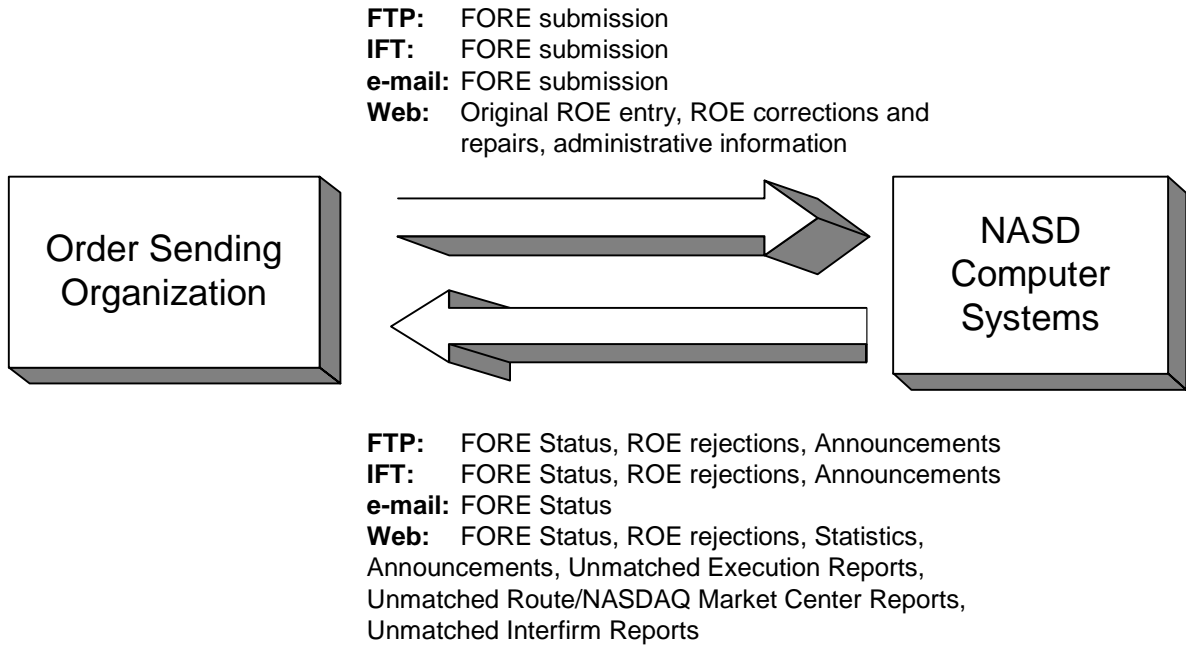 FTP: FORE submission
IFT: FORE submission
e-mail: FORE submission
Web: Original ROE entry, ROE corrections and
repairs, administrative information
Order Sending
Organization
NASD
Computer
Systems
FTP: FORE Status, ROE rejections, Announcements
IFT: FORE Status, ROE rejections, Announcements
e-mail: FORE Status
Web: FORE Status, ROE rejections, Statistics,
Announcements, Unmatched Execution Reports,
Unmatched Route/NASDAQ Market Center Reports,
Unmatched Interfirm Reports